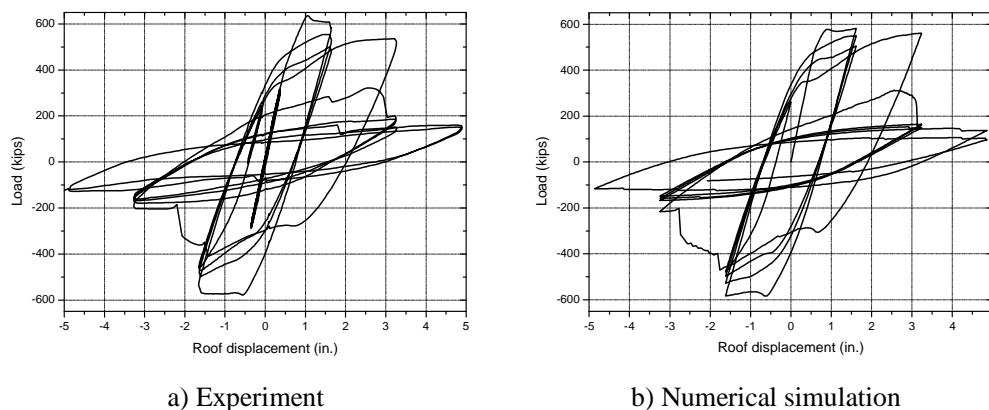 600
400
200
0
-200
-400
-600
Load (kips)
-5 -4 -3 -2 -1 0 1 2 3 4 5
Roof displacement (in.)
a) Experiment
600
400
200
0
-200
-400
-600
Load (kips)
-5 -4 -3 -2 -1 0 1 2 3 4
Roof displacement (in.)
b) Numerical simulation